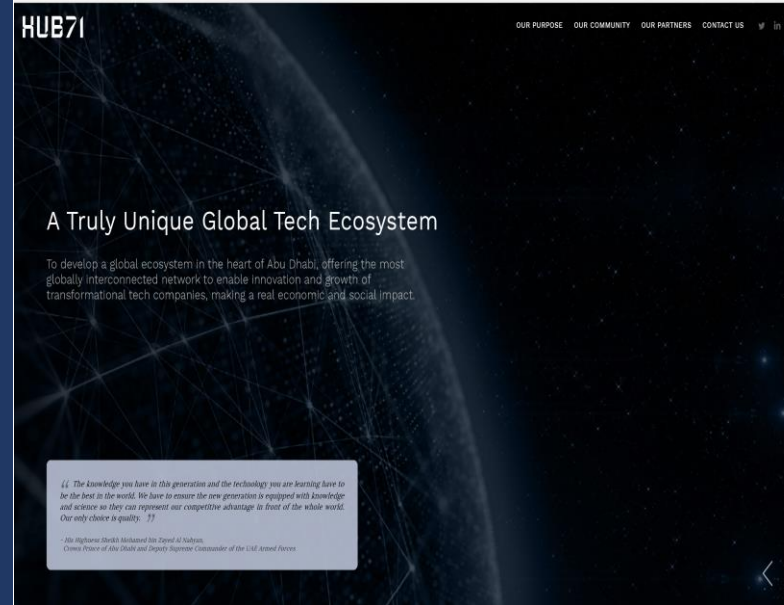 HUB71
OUR PURPOSE OUR COMMUNITY OUR PARTNERS CONTACT US
A Truly Unique Global Tech Ecosystem
To develop a global ecosystem in the heart of Abu Dhabi, offering the most
globally interconnected network to enable innovation and growth of
transformational tech companies, making a real economic and social impact.
“ The knowledge you have in this generation and the technology you are learning have to
be the best in the world. We have to ensure the new generation is equipped with knowledge
and science so they can represent our competitive advantage in front of the whole world.
Our only choice is quality. ”
- His Highness Sheikh Mohamed bin Zayed Al Nahyan,
Crown Prince of Abu Dhabi and Deputy Supreme Commander of the UAE Armed Forces